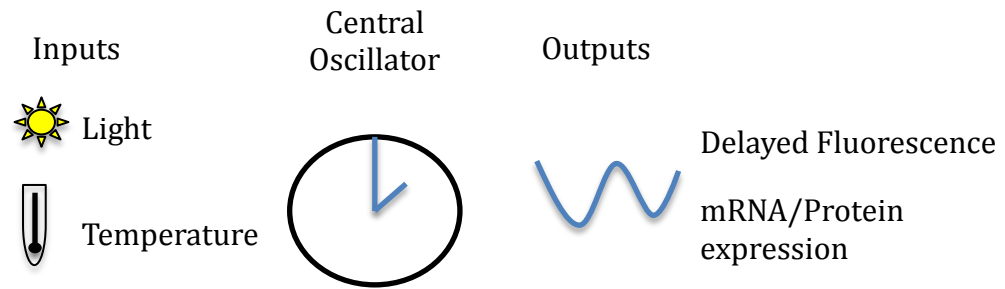 Inputs
Central
Oscillator
Outputs
Light
Temperature
Delayed Fluorescence
mRNA/Protein
expression